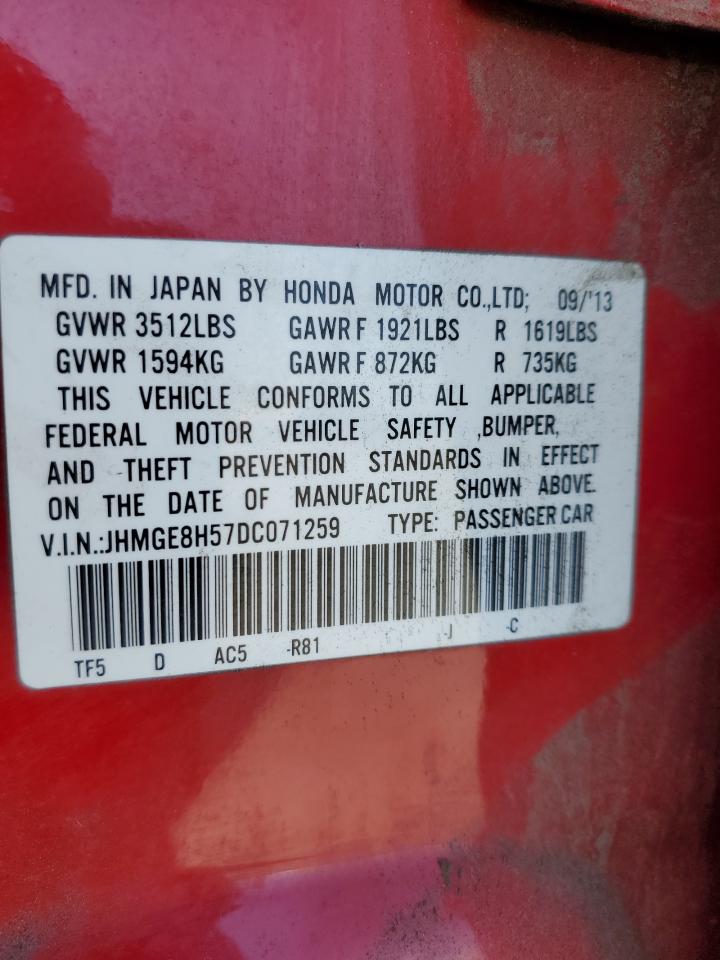 MFD. IN JAPAN BY HONDA MOTOR CO.,LTD; 09/'13
GVWR 3512LBS GAWR F 1921LBS R 1619LBS
GVWR 1594KG GAWR F 872KG R 735KG
THIS VEHICLE CONFORMS TO ALL APPLICABLE
FEDERAL MOTOR VEHICLE SAFETY ,BUMPER,
AND THEFT PREVENTION STANDARDS IN EFFECT
ON THE DATE OF MANUFACTURE SHOWN ABOVE.
V.I.N.:JHMGE8H57DC071259 TYPE: PASSENGER CAR
TF5 D AC5 -R81 -J -C